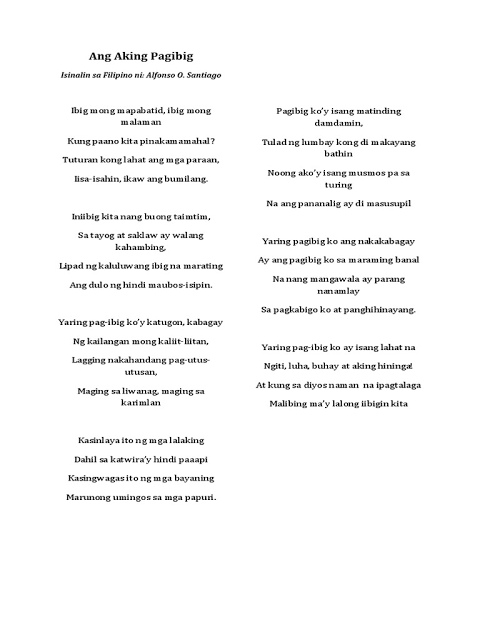 Ang Aking Pagibig
Isinalin sa Filipino ni: Alfonso O. Santiago
Ibig mong mapabatid, ibig mong
malaman
Kung paano kita pinakamamahal?
Tuturan kong lahat ang mga paraan,
Iisa-isahin, ikaw ang bumilang.
Iniibig kita nang buong taimtim,
Sa tayog at saklaw ay walang
kahambing,
Lipad ng kaluluwang ibig na marating
Ang dulo ng hindi maubos-isipin.
Yaring pag-ibig ko'y katugon, kabagay
Ng kailangan mong kaliit-liitan,
Lagging nakahandang pag-utus-
utusan,
Maging sa liwanag, maging sa
karimlan
Kasinlaya ito ng mga lalaking
Dahil sa katwira'y hindi paaapi
Kasingwagas ito ng mga bayaning
Marunong umingos sa mga papuri.
Pagibig ko'y isang matinding
damdamin,
Tulad ng lumbay kong di makayang
bathin
Noong ako'y isang musmos pa sa
turing
Na ang pananalig ay di masusupil
Yaring pagibig ko ang nakakabagay
Ay ang pagibig ko sa maraming banal
Na nang mangawala ay parang
nanamlay
Sa pagkabigo ko at panghihinayang.
Yaring pag-ibig ko ay isang lahat na
Ngiti, luha, buhay at aking hininga!
At kung sa diyos naman na ipagtalaga
Malibing ma'y lalong iibigin kita